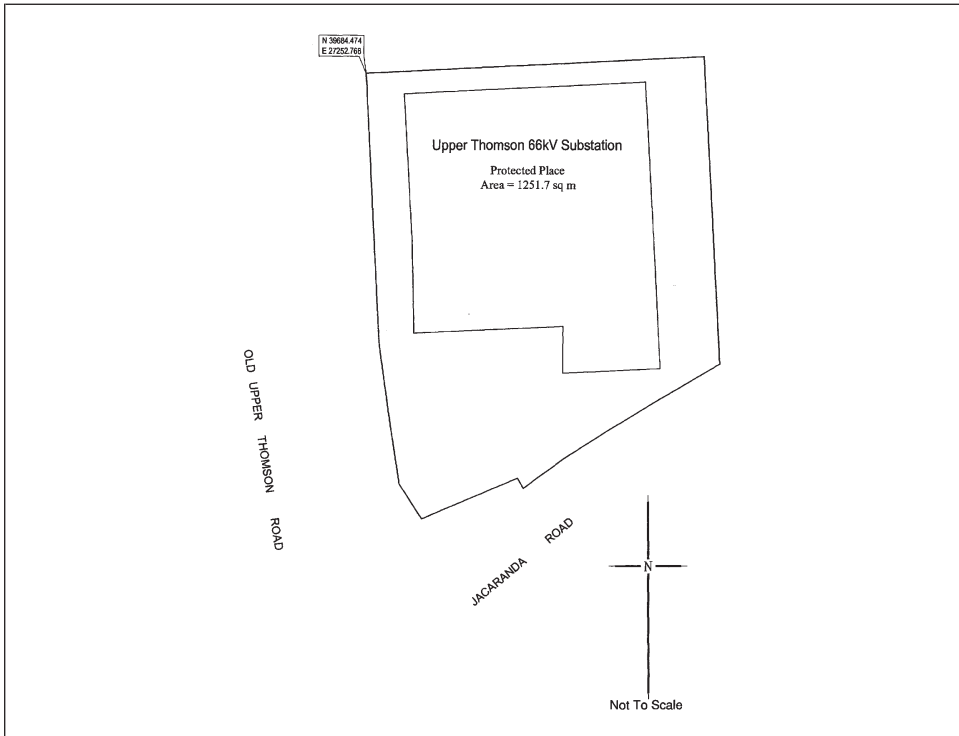 N 39684.474
E 27252.766
Upper Thomson 66kV Substation
Protected Place
Area = 1251.7 sq m
OLD UPPER THOMSON ROAD
JACARANDA ROAD
N
Not To Scale